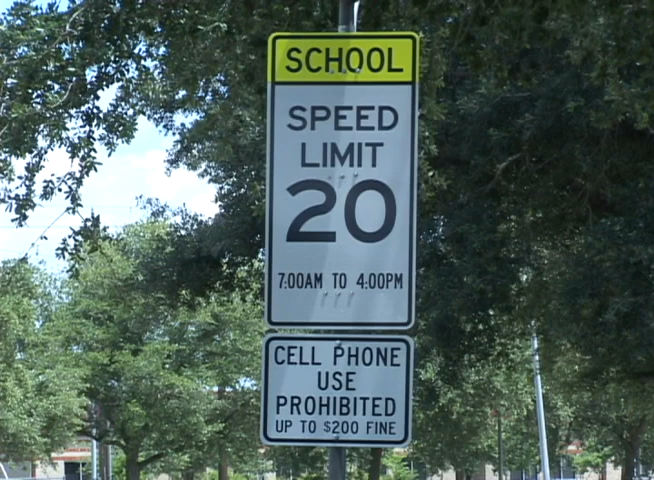 SCHOOL
SPEED
LIMIT
20
7:00AM TO 4:00PM
CELL PHONE
USE
PROHIBITED
UP TO $200 FINE